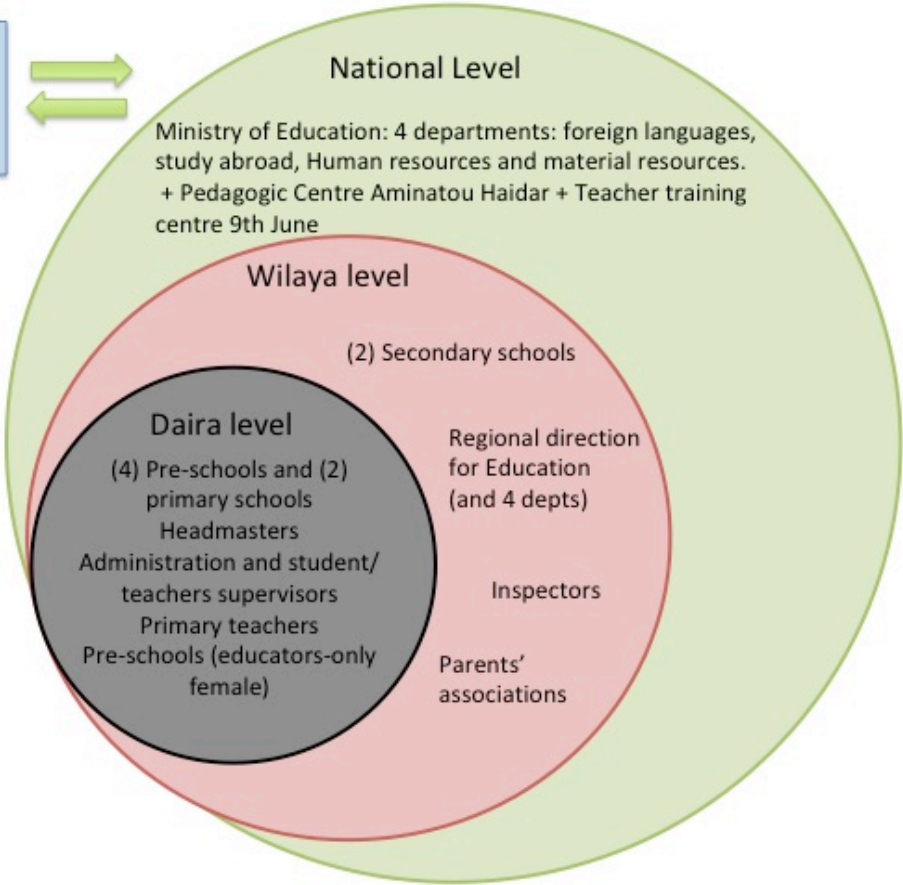 National Level
Ministry of Education: 4 departments: foreign languages,
study abroad, Human resources and material resources.
+ Pedagogic Centre Aminatou Haidar + Teacher training
centre 9th June
Wilaya level
(2) Secondary schools
Regional direction
for Education
(and 4 depts)
Inspectors
Parents’
associations
Daira level
(4) Pre-schools and (2)
primary schools
Headmasters
Administration and student/
teachers supervisors
Primary teachers
Pre-schools (educators-only
female)